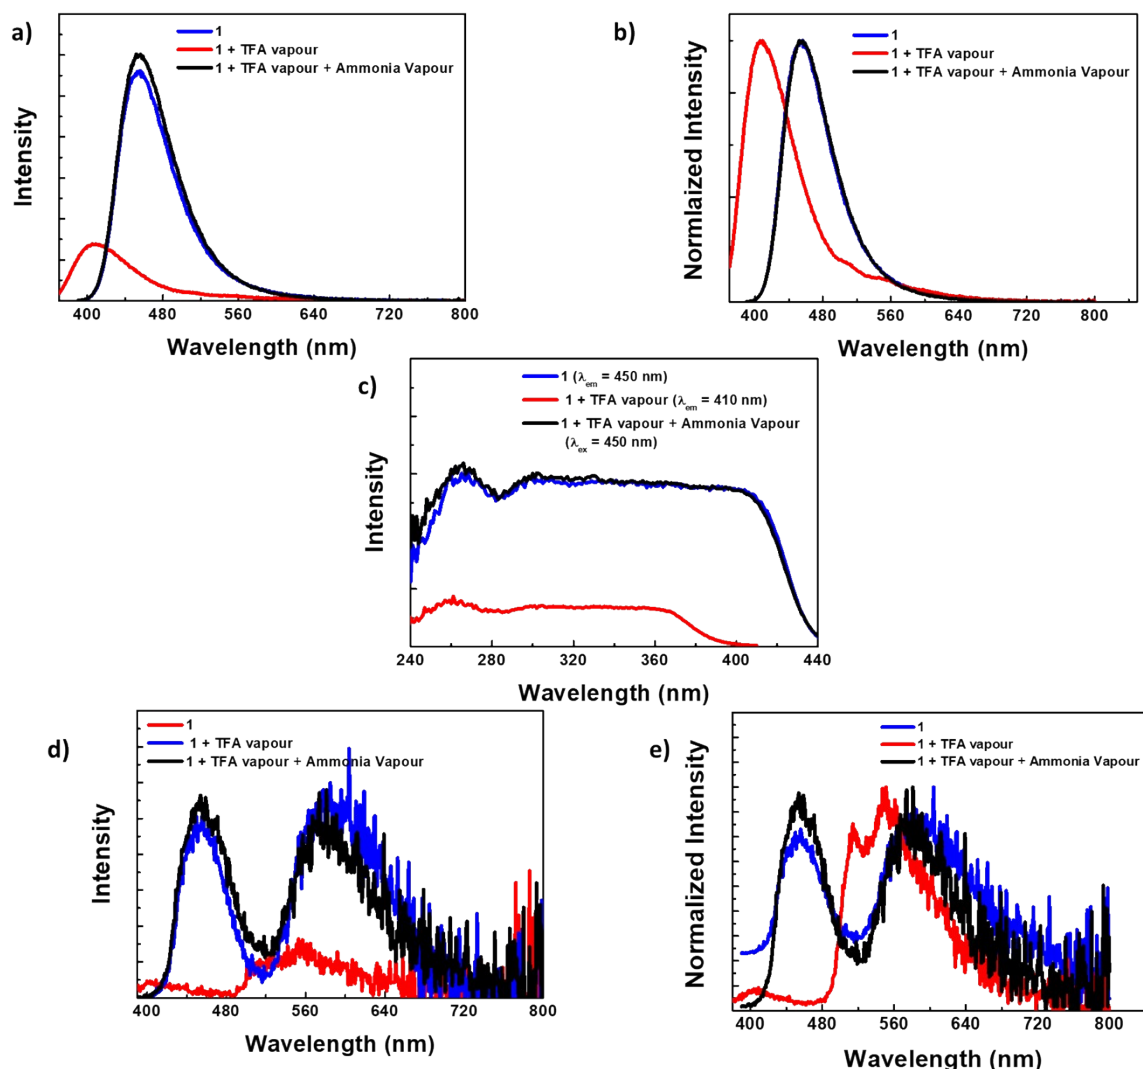 a)
1
1 + TFA vapour
1 + TFA vapour + Ammonia Vapour
Intensity
400 480 560 640 720 800
Wavelength (nm)
b)
1
1 + TFA vapour
1 + TFA vapour + Ammonia Vapour
Normlaized Intensity
400 480 560 640 720 800
Wavelength (nm)
c)
1 (λem = 450 nm)
1 + TFA vapour (λem = 410 nm)
1 + TFA vapour + Ammonia Vapour
(λex = 450 nm)
Intensity
240 280 320 360 400 440
Wavelength (nm)
d)
1
1 + TFA vapour
1 + TFA vapour + Ammonia Vapour
Intensity
400 480 560 640 720 800
Wavelength (nm)
e)
1
1 + TFA vapour
1 + TFA vapour + Ammonia Vapour
Normalized Intensity
400 480 560 640 720 800
Wavelength (nm)